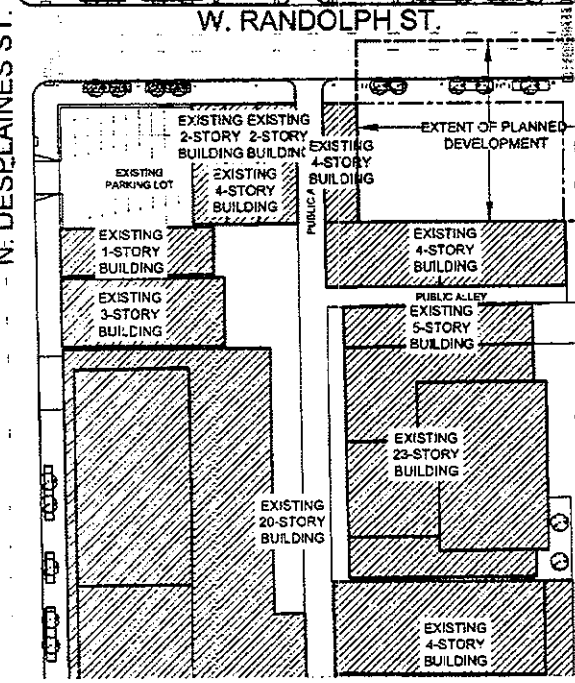 W. RANDOLPH ST.
N. DESPLAINES ST.
EXISTING
2-STORY
BUILDING
EXISTING
2-STORY
BUILDING
EXISTING
4-STORY
BUILDING
EXTENT OF PLANNED
DEVELOPMENT
EXISTING
PARKING LOT
EXISTING
4-STORY
BUILDING
PUBLIC A
EXISTING
1-STORY
BUILDING
EXISTING
4-STORY
BUILDING
EXISTING
3-STORY
BUILDING
PUBLIC ALLEY
EXISTING
5-STORY
BUILDING
EXISTING
23-STORY
BUILDING
EXISTING
20-STORY
BUILDING
EXISTING
4-STORY
BUILDING